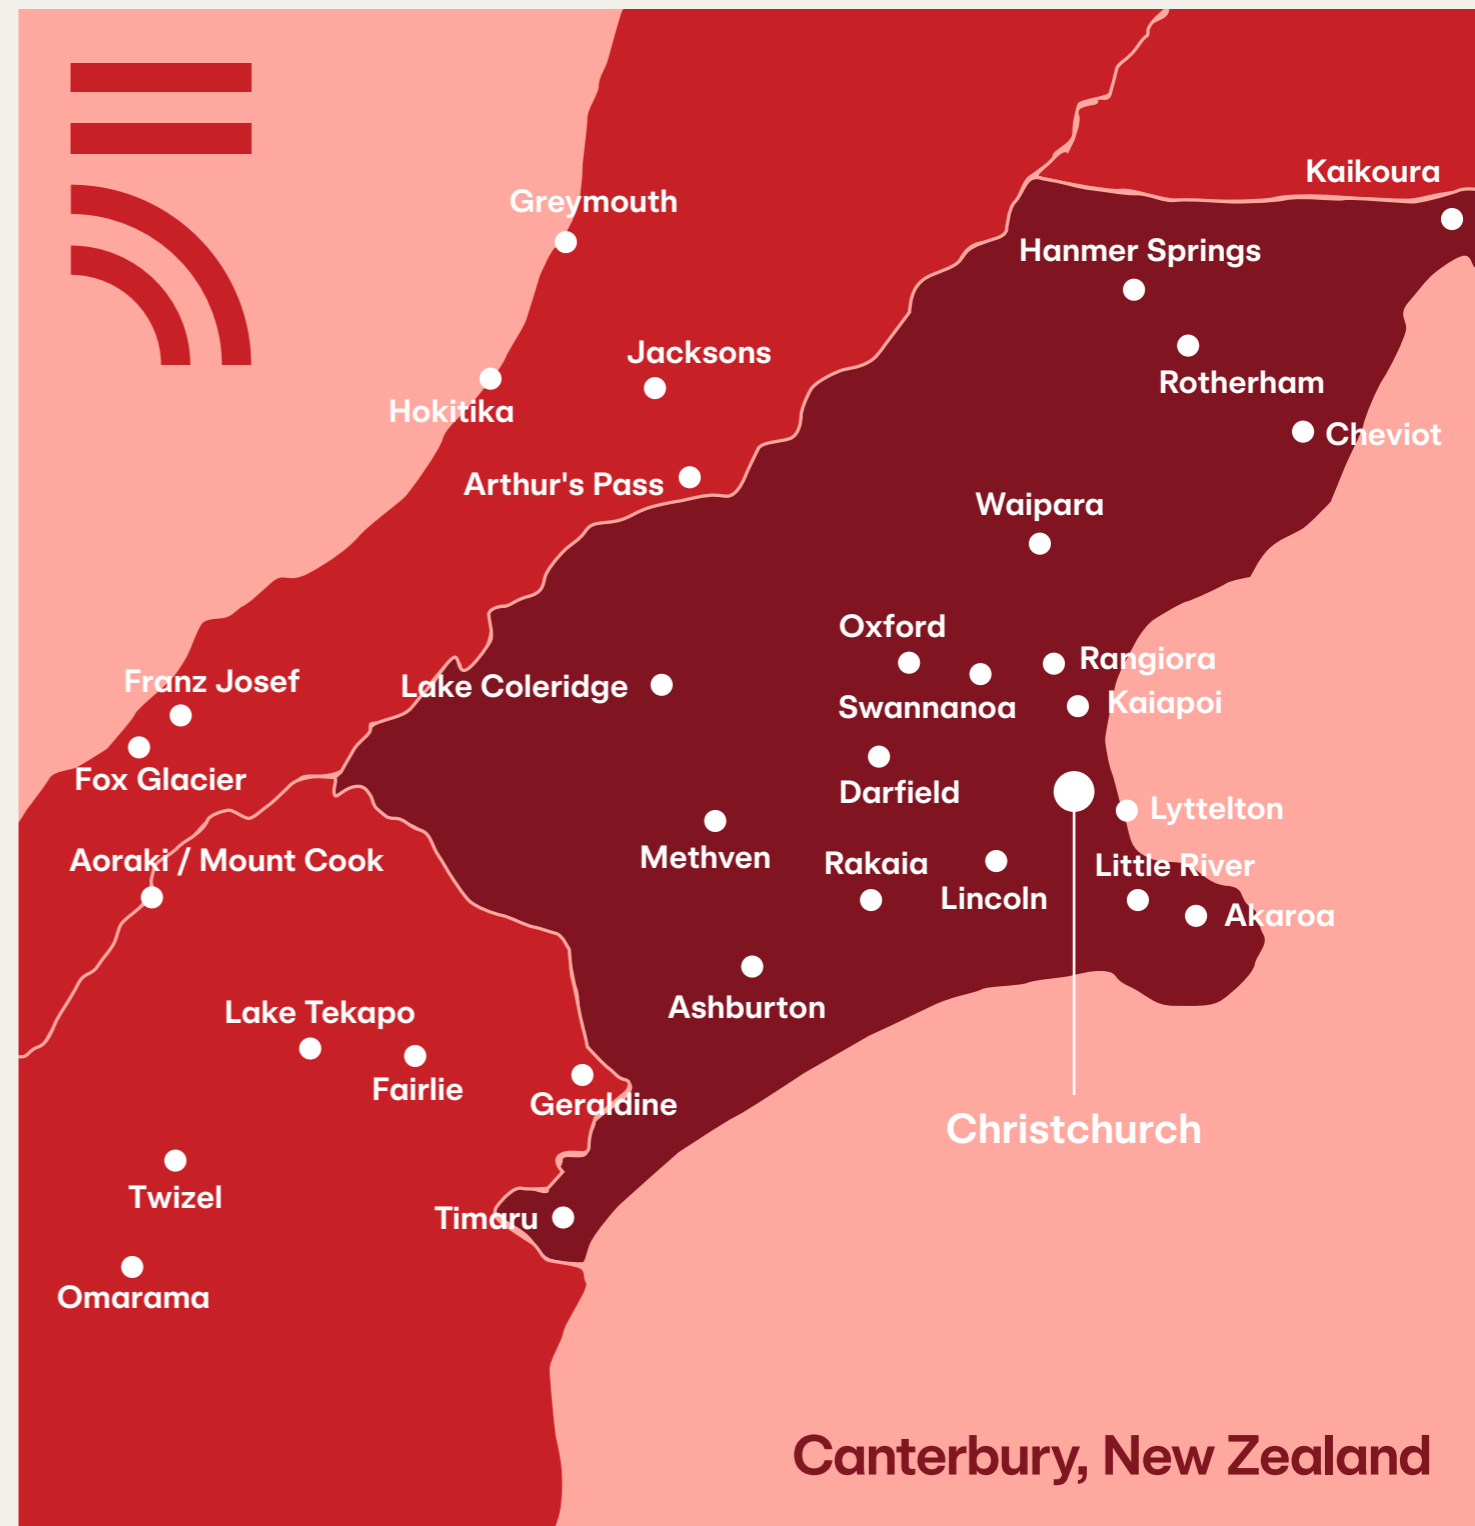 Kaikoura
Greymouth
Hanmer Springs
Jacksons
Rotherham
Hokitika
Cheviot
Arthur's Pass
Waipara
Oxford
Rangiora
Franz Josef
Lake Coleridge
Kaiapoi
Swannanoa
Fox Glacier
Darfield
Lyttelton
Methven
Aoraki / Mount Cook
Rakaia
Little River
Lincoln
Akaroa
Ashburton
Lake Tekapo
Fairlie
Geraldine
Christchurch
Twizel
Timaru
Omarama
Canterbury, New Zealand